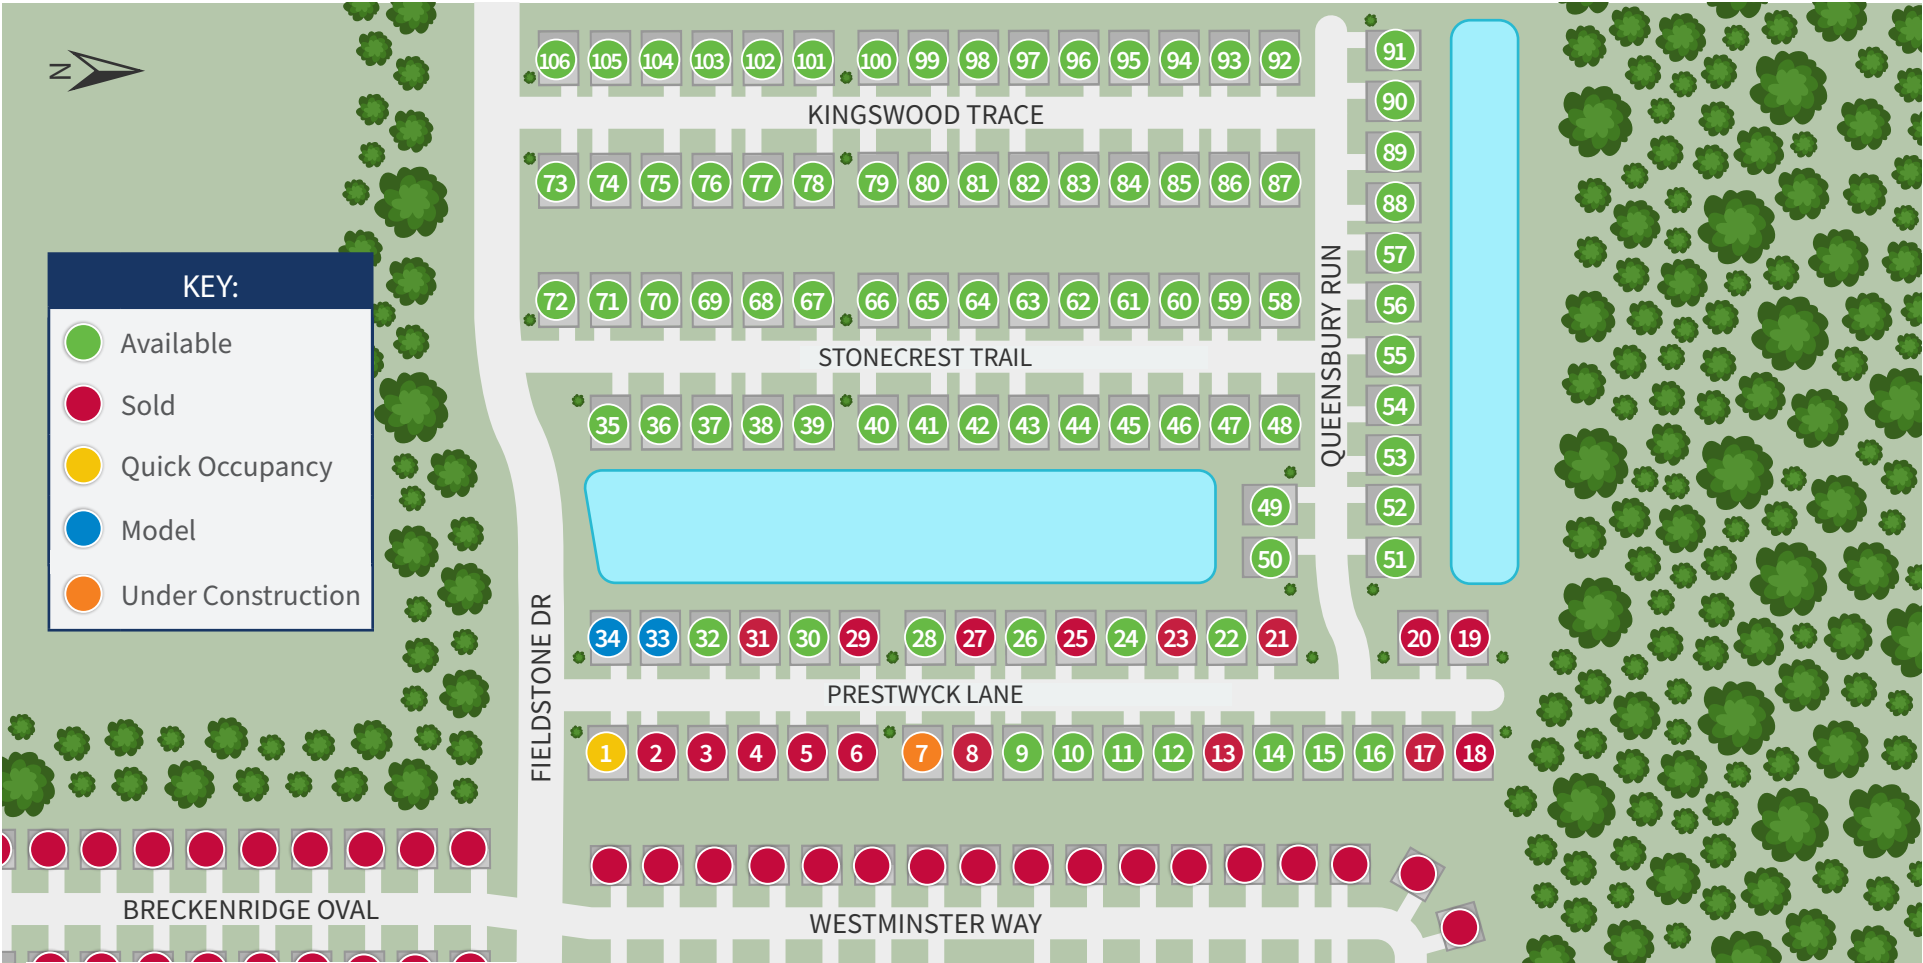 106 105 104 103 102 101 100 99 98 97 96 95 94 93 92
91
N
90
KINGSWOOD TRACE
89
73 74 75 76 77 78 79 80 81 82 83 84 85 86 87
88
57
KEY:
Available
Sold
Quick Occupancy
Model
Under Construction
72 71 70 69 68 67 66 65 64 63 62 61 60 59 58
56
STONECREST TRAIL
QUEENSBURY RUN
55
54
35 36 37 38 39 40 41 42 43 44 45 46 47 48
53
49 52
50 51
34 33 32 31 30 29 28 27 26 25 24 23 22 21 20 19
FIELDSTONE DR
PRESTWYCK LANE
1 2 3 4 5 6 7 8 9 10 11 12 13 14 15 16 17 18
BRECKENRIDGE OVAL
WESTMINSTER WAY